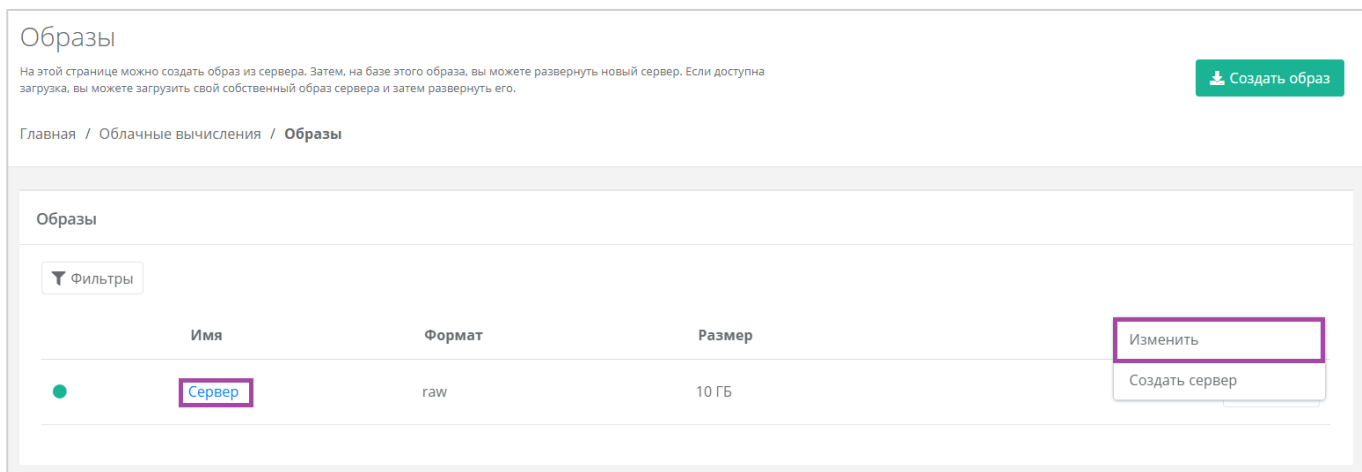 Образы
На этой странице можно создать образ из сервера. Затем, на базе этого образа, вы можете развернуть новый сервер. Если доступна
загрузка, вы можете загрузить свой собственный образ сервера и затем развернуть его.
Создать образ
Главная / Облачные вычисления / Образы
Образы
Фильтры
Имя Формат Размер
Изменить
Сервер raw 10 ГБ
Создать сервер